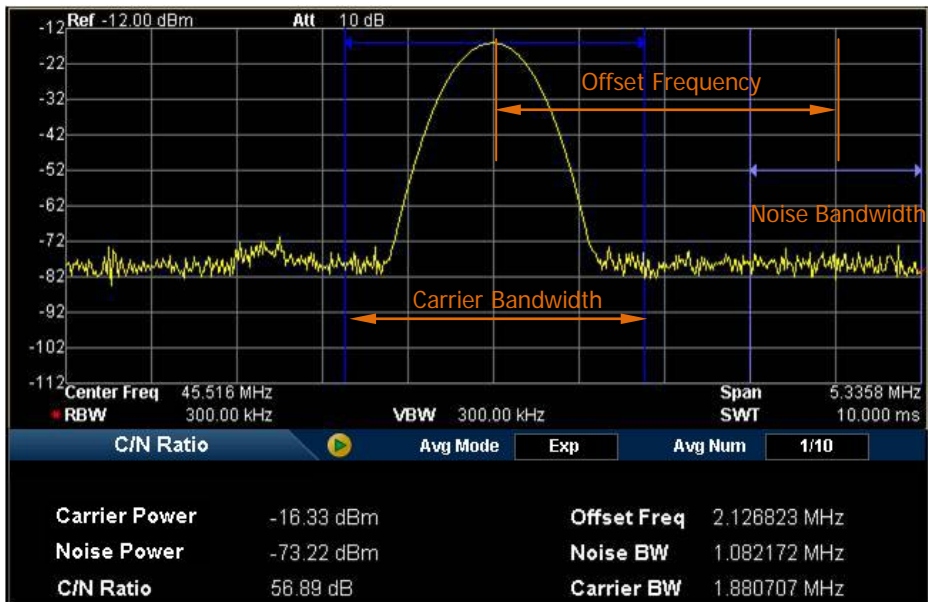 Ref -12.00 dBm Att 10 dB
-12
-22
-32
-42
-52
-62
-72
-82
-92
-102
-112
Offset Frequency
Noise Bandwidth
Carrier Bandwidth
Center Freq 45.516 MHz Span 5.3358 MHz
RBW 300.00 kHz VBW 300.00 kHz SWT 10.000 ms
C/N Ratio Avg Mode Exp Avg Num 1/10
Carrier Power -16.33 dBm Offset Freq 2.126823 MHz
Noise Power -73.22 dBm Noise BW 1.082172 MHz
C/N Ratio 56.89 dB Carrier BW 1.880707 MHz